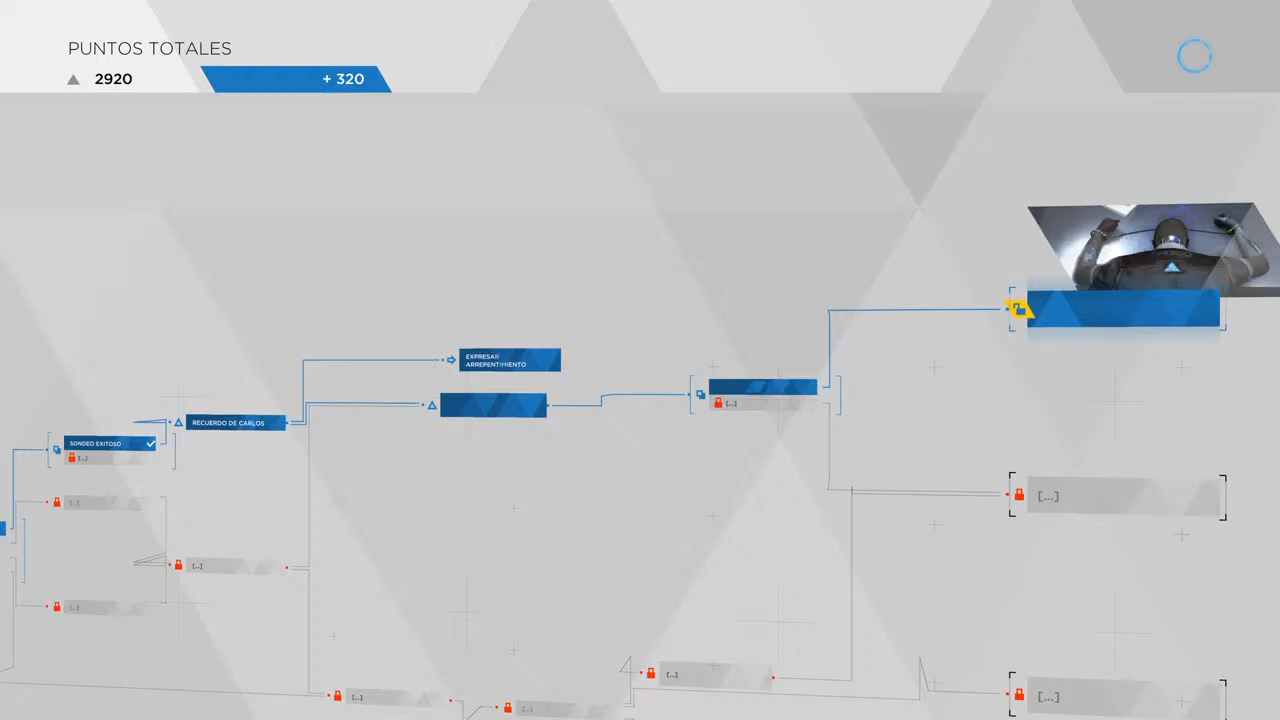 PUNTOS TOTALES
2920
+ 320
EXPRESAR
ARREPENTIMIENTO
RECUERDO DE CARLOS
SONDEO EXITOSO
[...]
[...]
[...]
[...]
[...]
[...]
[...]
[...]
[...]
[...]